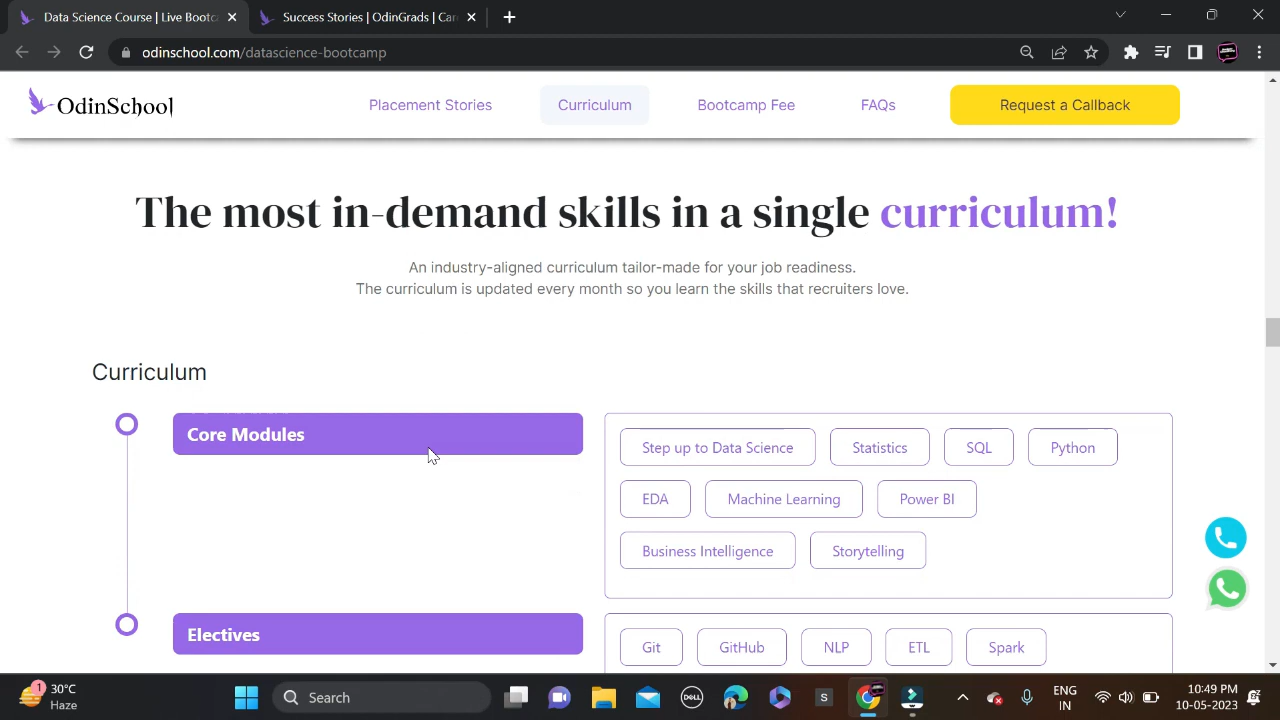 Data Science Course | Live Bootc
Success Stories | OdinGrads | Car
odinschool.com/datascience-bootcamp
OdinSchool
Placement Stories
Curriculum
Bootcamp Fee
FAQs
Request a Callback
The most in-demand skills in a single curriculum!
An industry-aligned curriculum tailor-made for your job readiness.
The curriculum is updated every month so you learn the skills that recruiters love.
Curriculum
Core Modules
Step up to Data Science
Statistics
SQL
Python
EDA
Machine Learning
Power BI
Business Intelligence
Storytelling
Electives
Git
GitHub
NLP
ETL
Spark
1
30°C
Haze
Search
DELL
S
ENG
IN
10:49 PM
10-05-2023